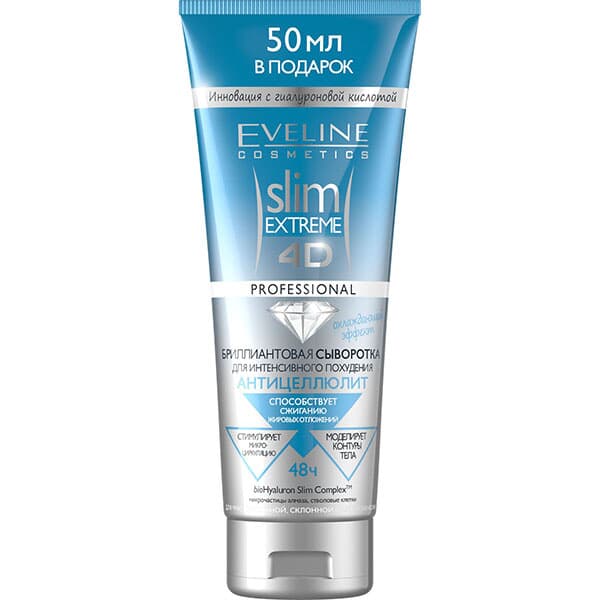 50 МЛ
В ПОДАРОК
Инновация с гиалуроновой кислотой
EVELINE
COSMETICS
slim
EXTREME
4D
PROFESSIONAL
охлаждающий
эффект
БРИЛЛИАНТОВАЯ СЫВОРОТКА
ДЛЯ ИНТЕНСИВНОГО ПОХУДЕНИЯ
АНТИЦЕЛЛЮЛИТ
СПОСОБСТВУЕТ
СЖИГАНИЮ
ЖИРОВЫХ ОТЛОЖЕНИЙ
СТИМУЛИРУЕТ
МИКРО-
ЦИРКУЛЯЦИЮ
МОДЕЛИРУЕТ
КОНТУРЫ
ТЕЛА
48ч
bioHyaluron Slim Complex™
микрочастицы алмаза, стволовые клетки
СКЛОННОЙ